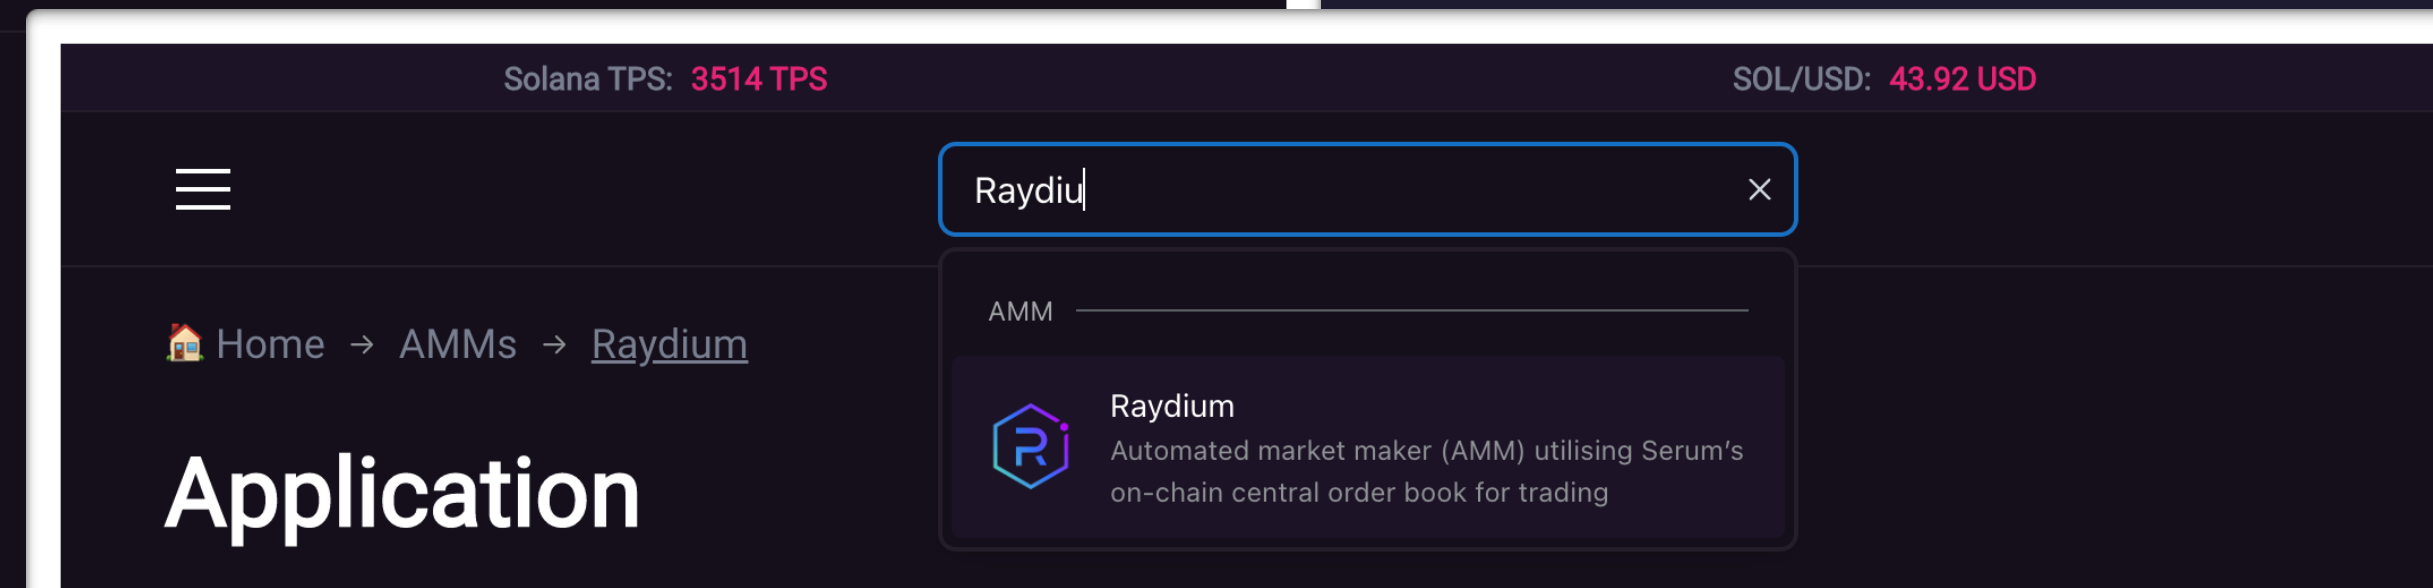 Solana TPS: 3514 TPS
SOL/USD: 43.92 USD
Raydiu
Home → AMMs → Raydium
AMM
Raydium
Automated market maker (AMM) utilising Serum’s
on-chain central order book for trading
Application